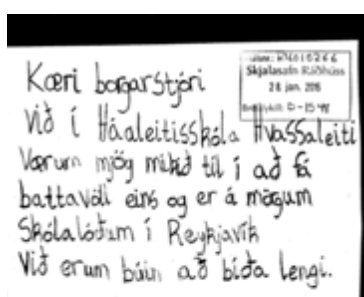 Kæri borgarstjóri
Skjalasafn Ráðhúss
28 jan. 2015
Við í Háaleitisskóla Hvassaleiti
Værum mjög mikið til í að fá
battavöll eins og er á mörgum
Skólalóðum í Reykjavík
Við erum búin að bíða lengi.